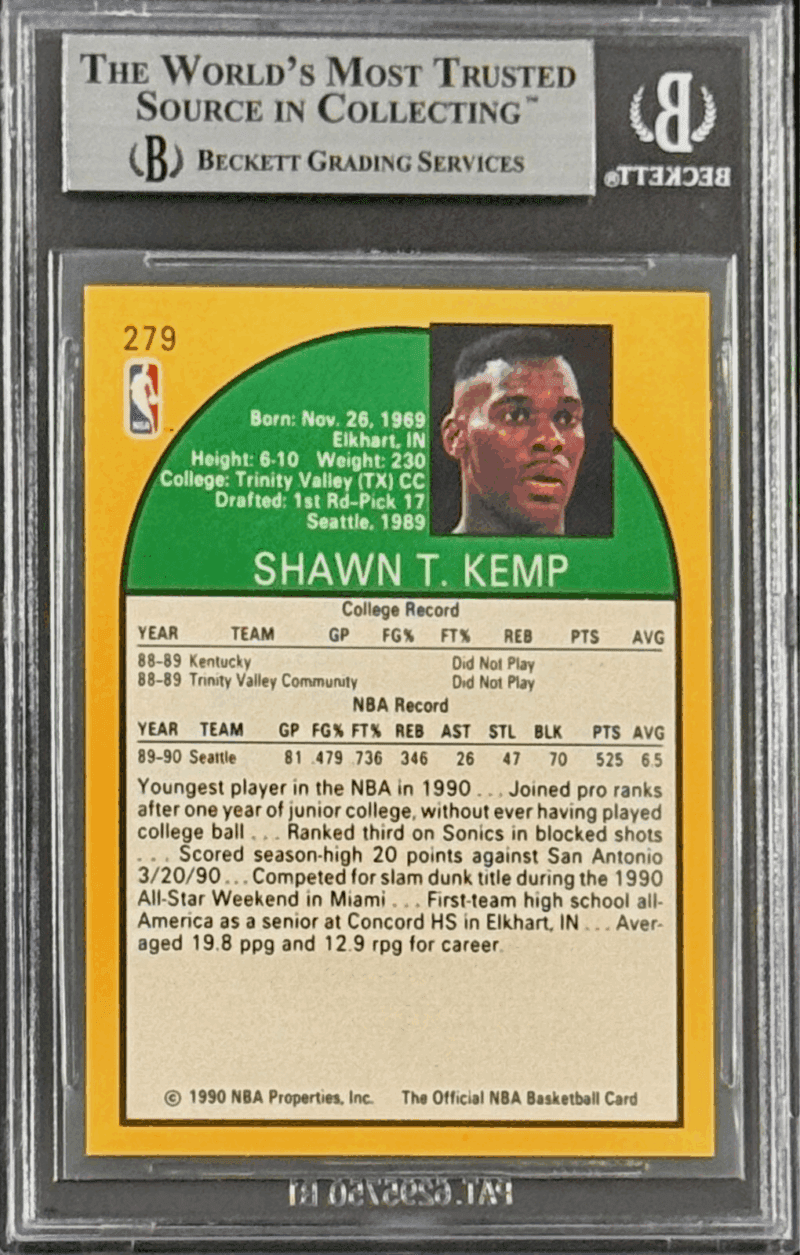 THE WORLD'S MOST TRUSTED
SOURCE IN COLLECTING™
(B) BECKETT GRADING SERVICES
B
BECKETT®
279
NBA
Born: Nov. 26, 1969
Elkhart, IN
Height: 6-10 Weight: 230
College: Trinity Valley (TX) CC
Drafted: 1st Rd-Pick 17
Seattle, 1989
SHAWN T. KEMP
College Record
YEAR TEAM GP FG% FT% REB PTS AVG
88-89 Kentucky Did Not Play
88-89 Trinity Valley Community Did Not Play
NBA Record
YEAR TEAM GP FG% FT% REB AST STL BLK PTS AVG
89-90 Seattle 81 .479 .736 346 26 47 70 525 6.5
Youngest player in the NBA in 1990 . . . Joined pro ranks
after one year of junior college, without ever having played
college ball . . . Ranked third on Sonics in blocked shots
. . . Scored season-high 20 points against San Antonio
3/20/90 . . . Competed for slam dunk title during the 1990
All-Star Weekend in Miami . . . First-team high school all-
America as a senior at Concord HS in Elkhart, IN . . . Aver-
aged 19.8 ppg and 12.9 rpg for career.
© 1990 NBA Properties, Inc. The Official NBA Basketball Card
PAT.